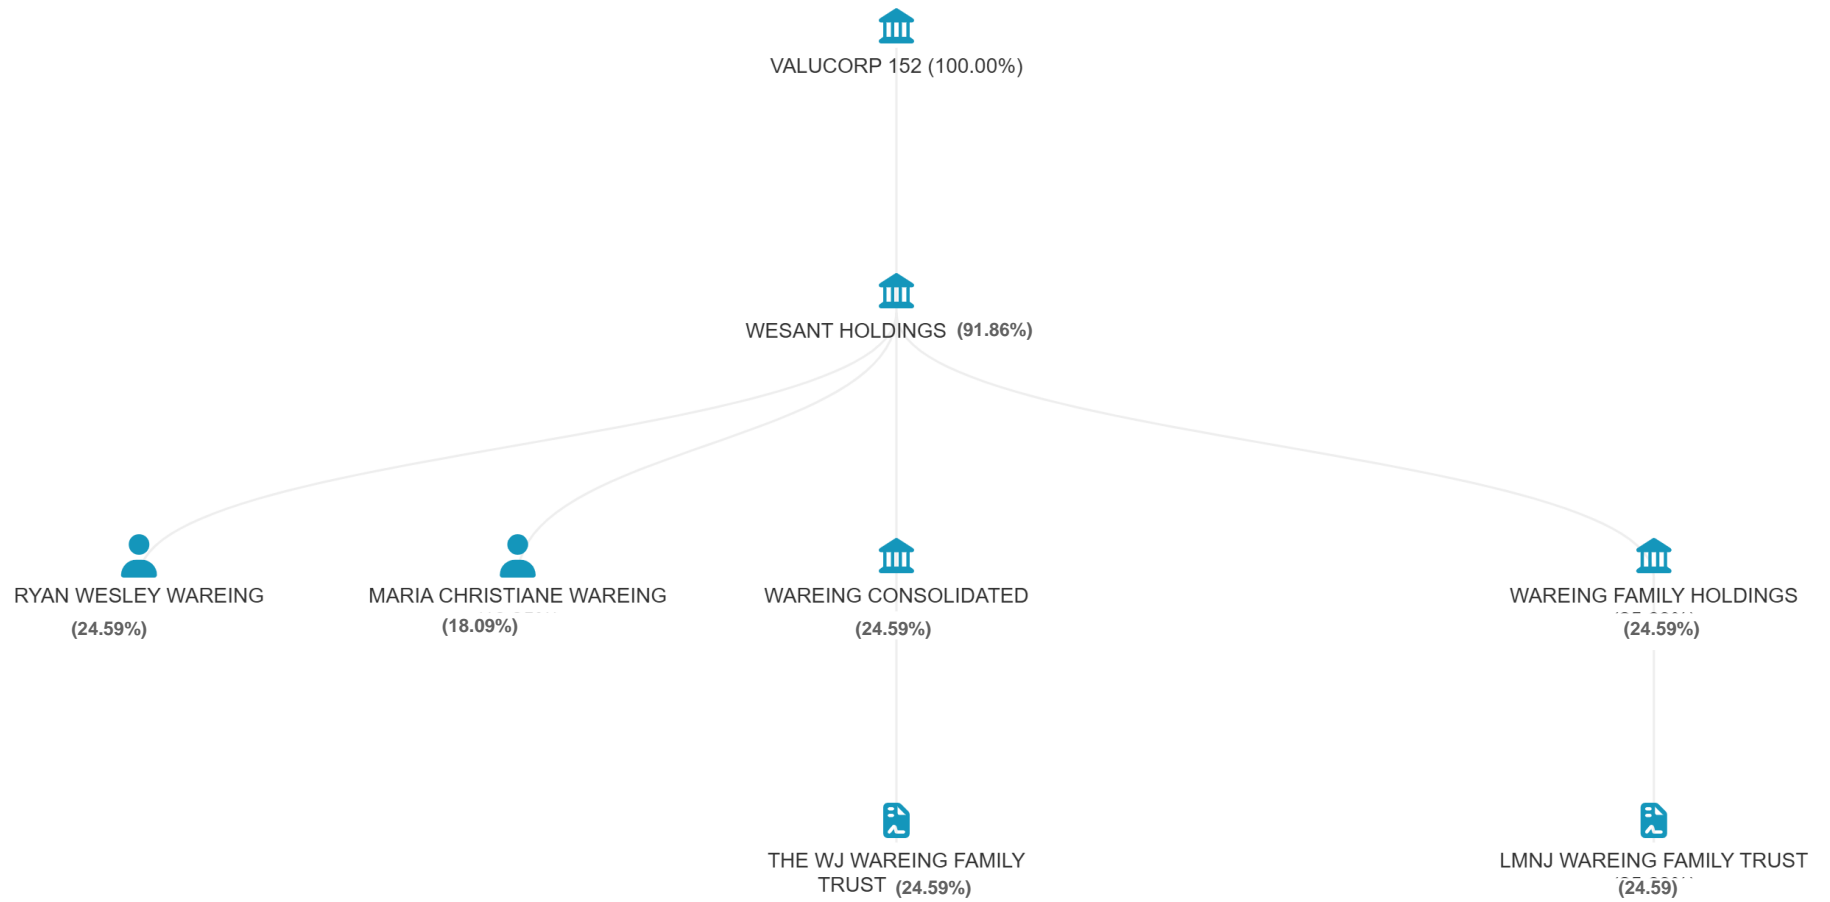 VALUCORP 152 (100.00%)
WESANT HOLDINGS (91.86%)
RYAN WESLEY WAREING
(24.59%)
MARIA CHRISTIANE WAREING
(18.09%)
WAREING CONSOLIDATED
(24.59%)
WAREING FAMILY HOLDINGS
(24.59%)
THE WJ WAREING FAMILY
TRUST (24.59%)
LMNJ WAREING FAMILY TRUST
(24.59)